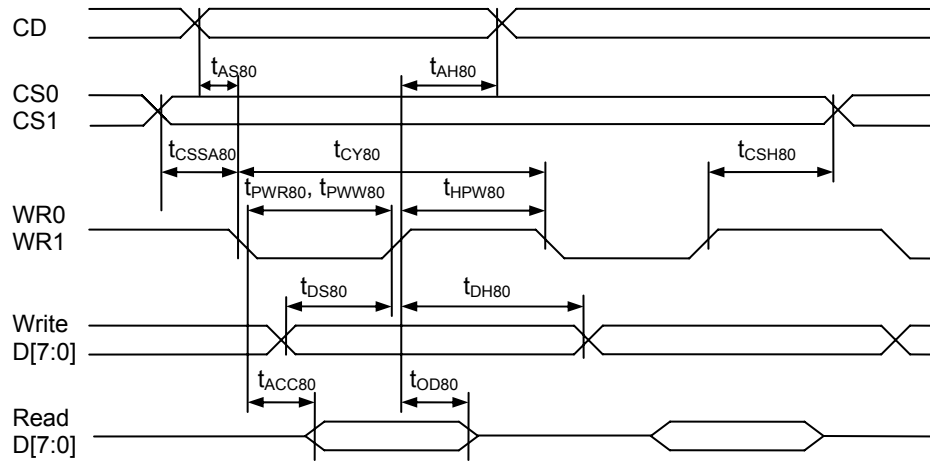 CD
tAS80 tAH80
CS0
CS1
tCSSA80 tCY80 tCSH80
tPWR80, tPWW80 tHPW80
WR0
WR1
tDS80 tDH80
Write
D[7:0]
tACC80 tOD80
Read
D[7:0]